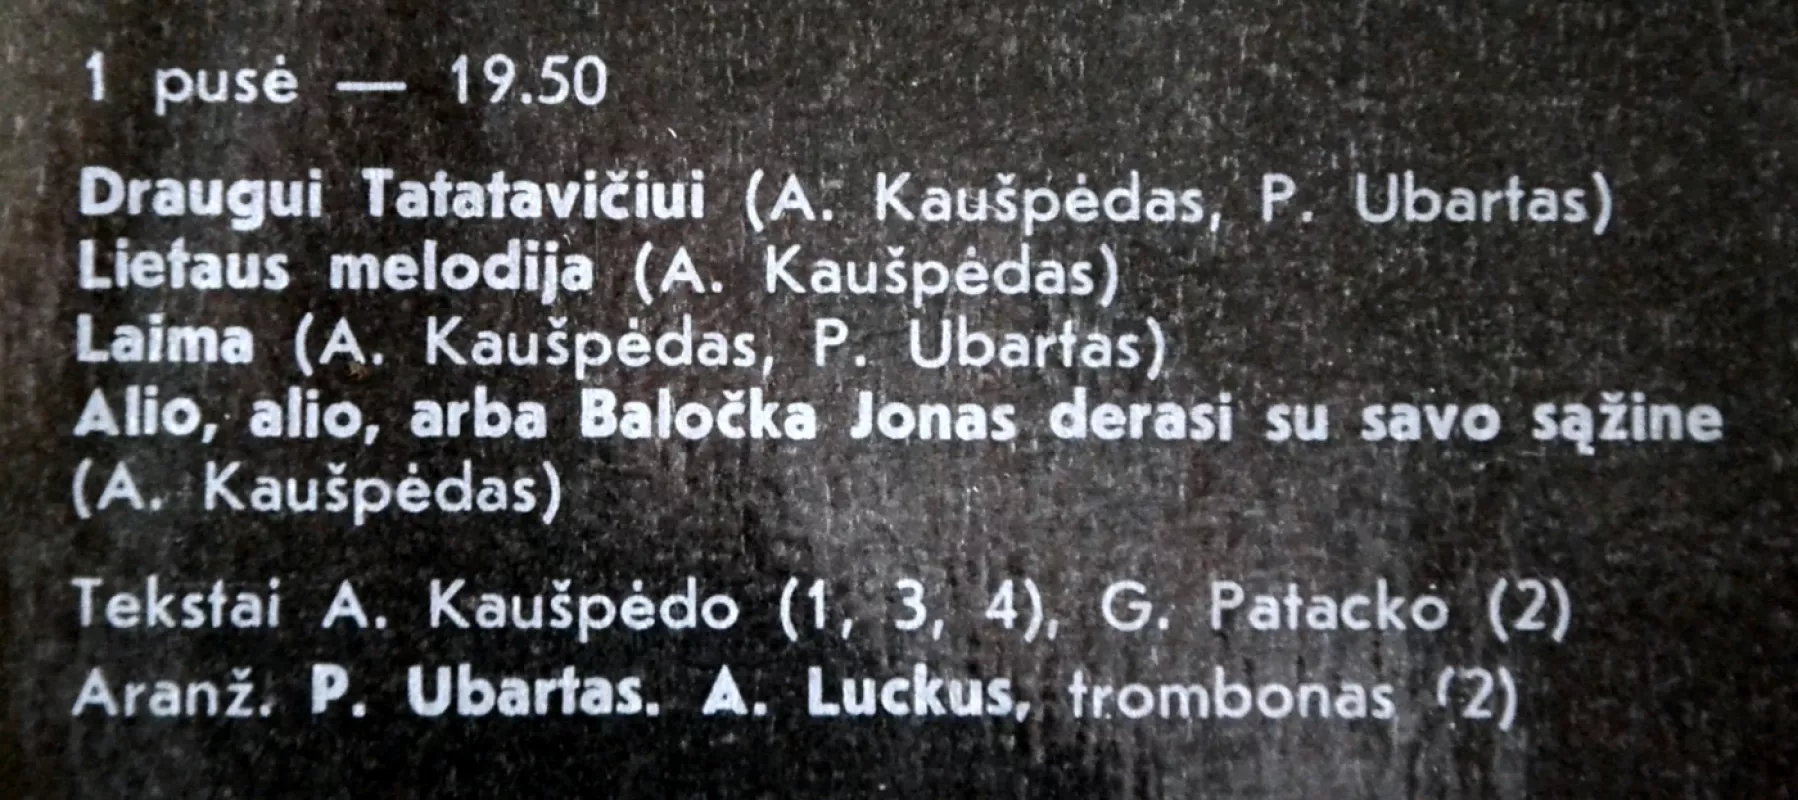 1 pusė — 19.50
Draugui Tatatavičiui (A. Kaušpėdas, P. Ubartas)
Lietaus melodija (A. Kaušpėdas)
Laima (A. Kaušpėdas, P. Ubartas)
Alio, alio, arba Baločka Jonas derasi su savo sąžine
(A. Kaušpėdas)
Tekstai A. Kaušpėdo (1, 3, 4), G. Patacko (2)
Aranž. P. Ubartas. A. Luckus, trombonas (2)